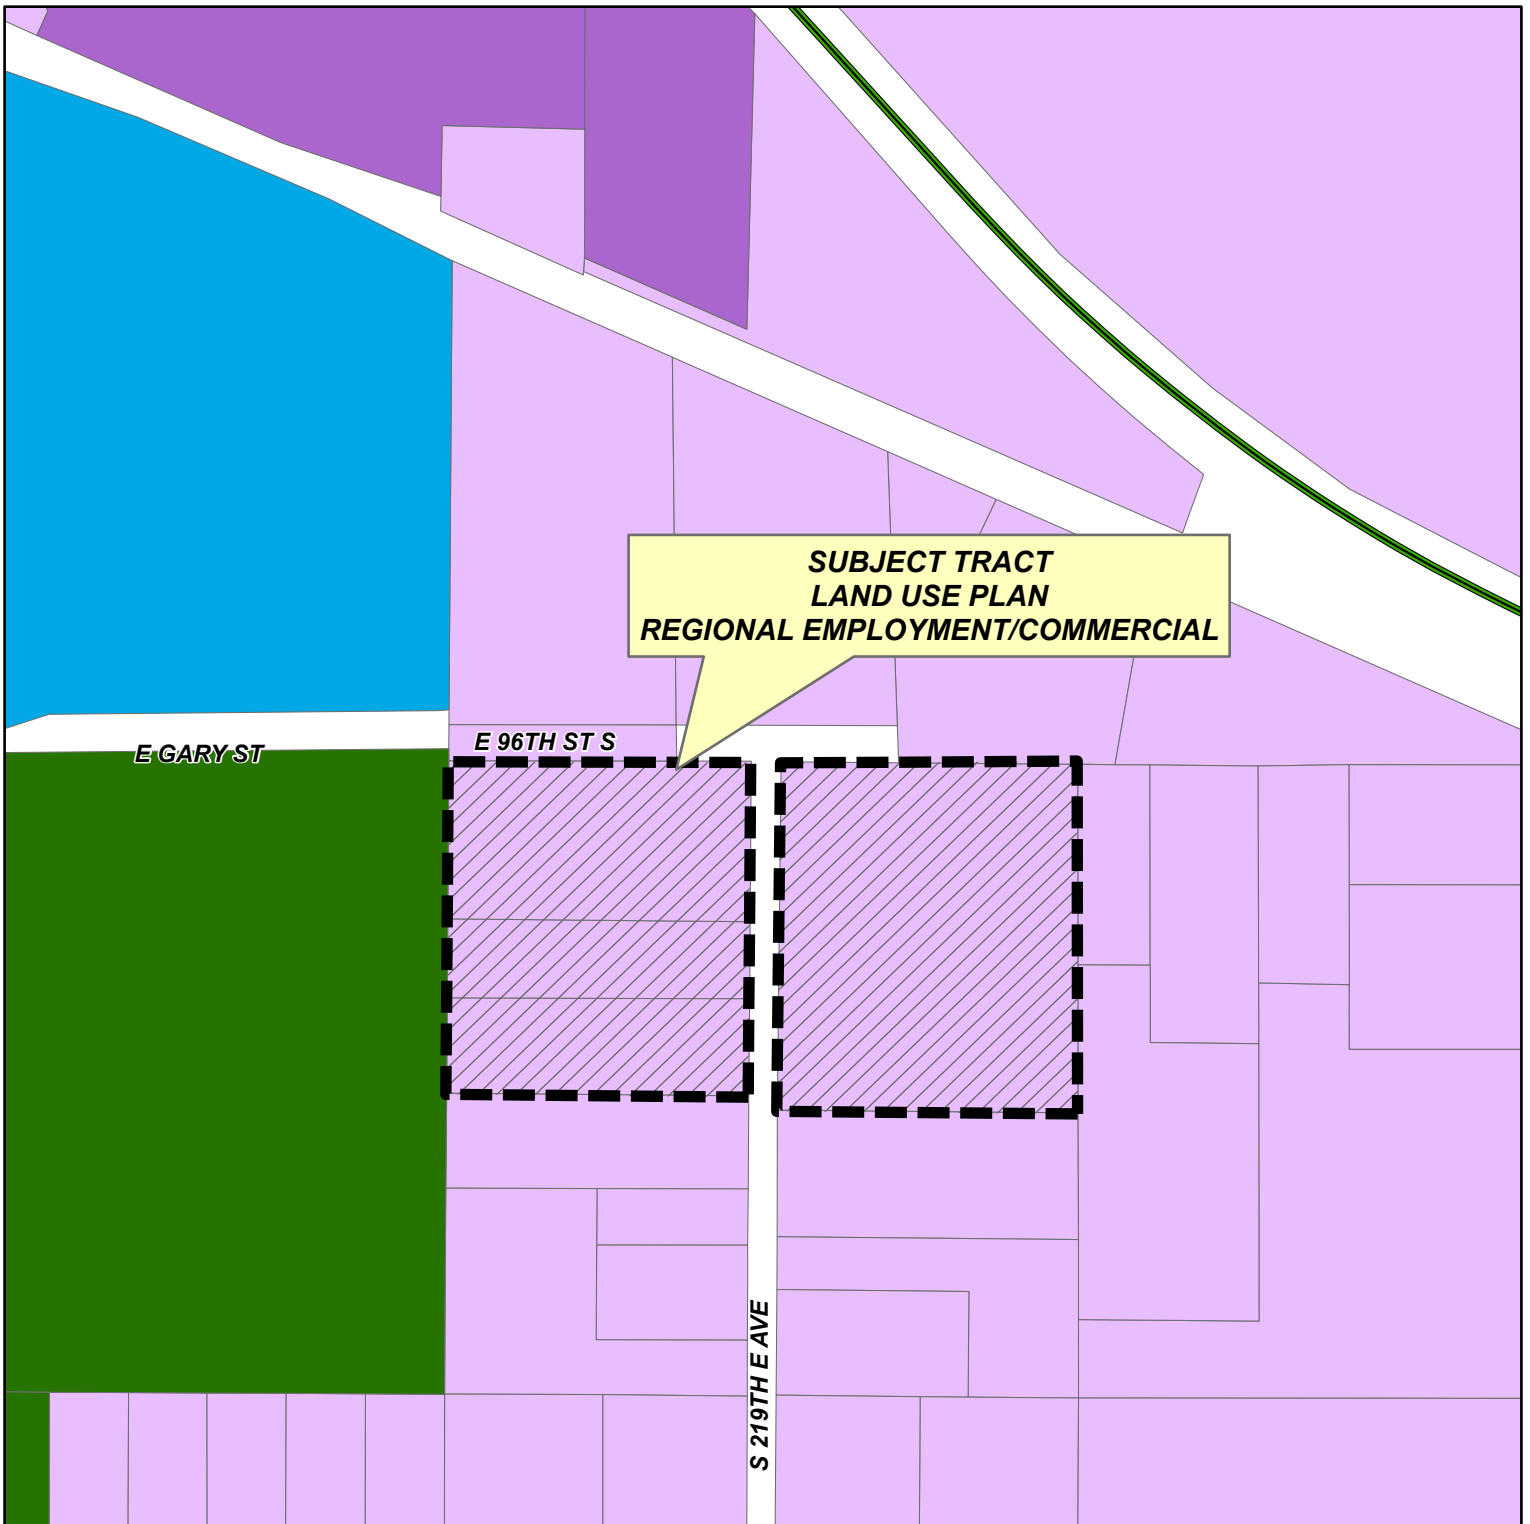 SUBJECT TRACT
LAND USE PLAN
REGIONAL EMPLOYMENT/COMMERCIAL
E 96TH ST S
E GARY ST
S 219TH E AVE